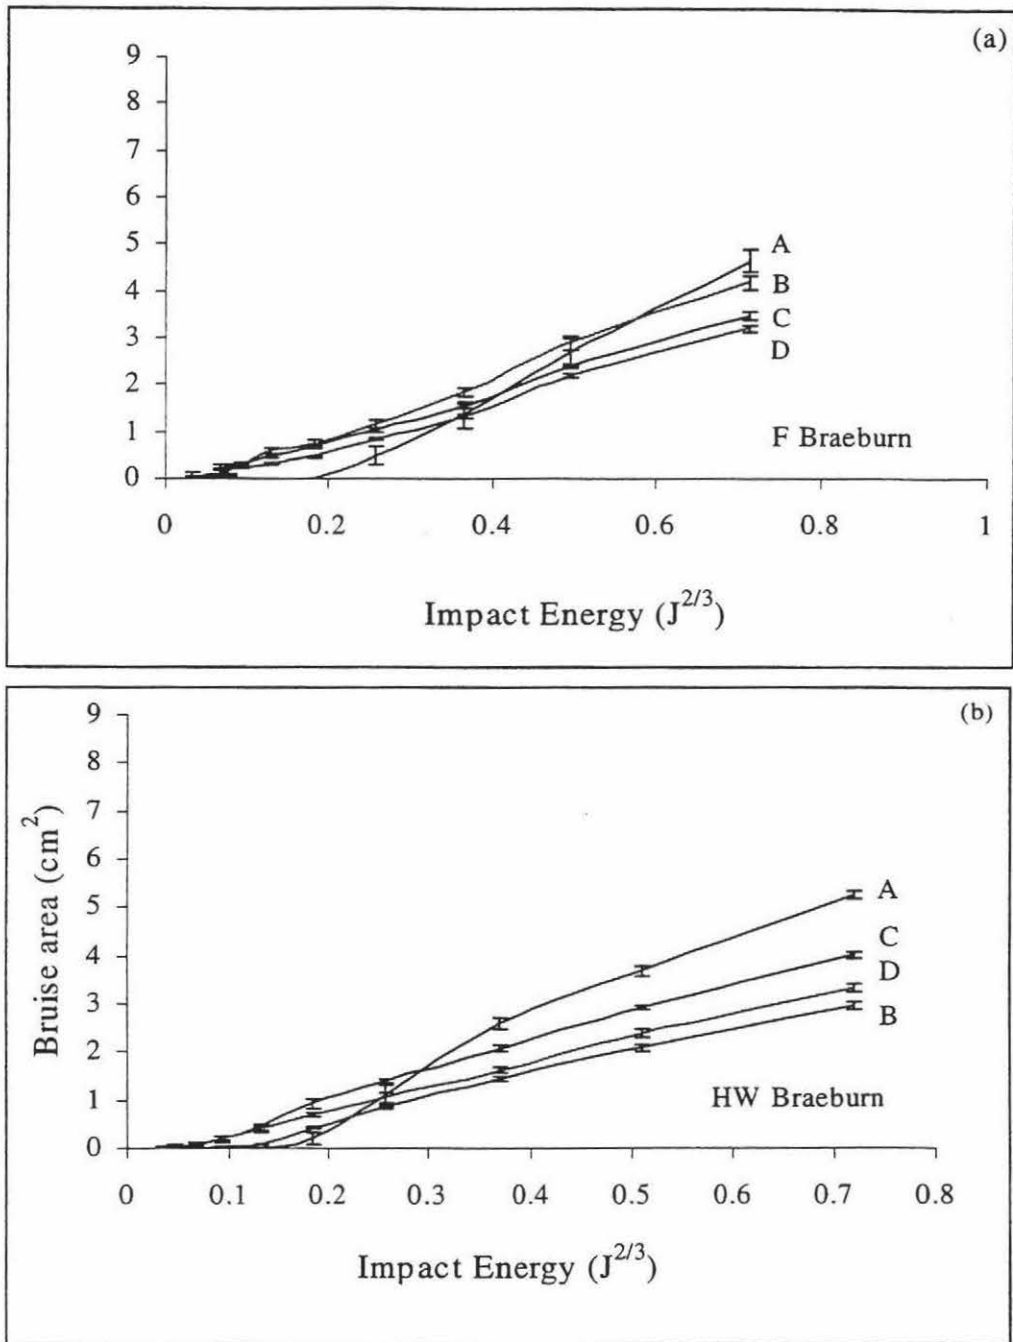 (a)
9
8
7
6
5
4
3
2
1
0
A
B
C
D
F Braeburn
0 0.2 0.4 0.6 0.8 1
Impact Energy (J^2/3)
(b)
9
8
7
6
5
4
3
2
1
0
Bruise area (cm^2)
A
C
D
B
HW Braeburn
0 0.1 0.2 0.3 0.4 0.5 0.6 0.7 0.8
Impact Energy (J^2/3)